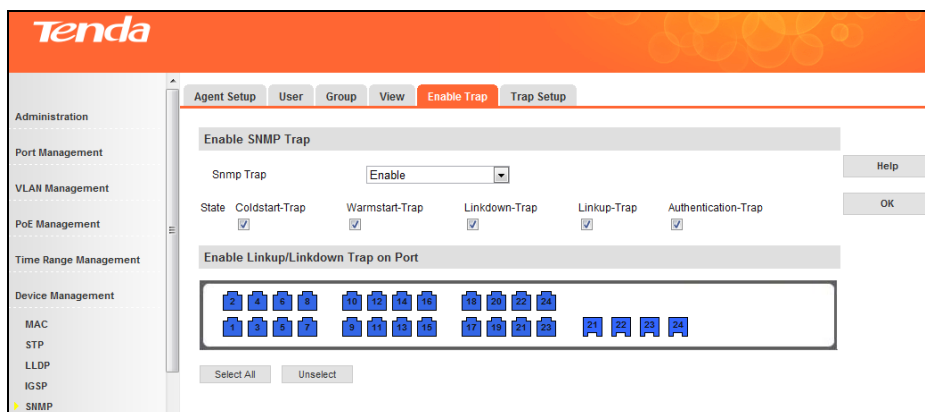 Tenda
Agent Setup User Group View Enable Trap Trap Setup
Administration
Port Management
VLAN Management
PoE Management
Time Range Management
Device Management
MAC
STP
LLDP
IGSP
SNMP
Enable SNMP Trap
Snmp Trap Enable
State Coldstart-Trap Warmstart-Trap Linkdown-Trap Linkup-Trap Authentication-Trap
Enable Linkup/Linkdown Trap on Port
2 4 6 8 10 12 14 16 18 20 22 24
1 3 5 7 9 11 13 15 17 19 21 23 21 22 23 24
Select All Unselect
Help
OK